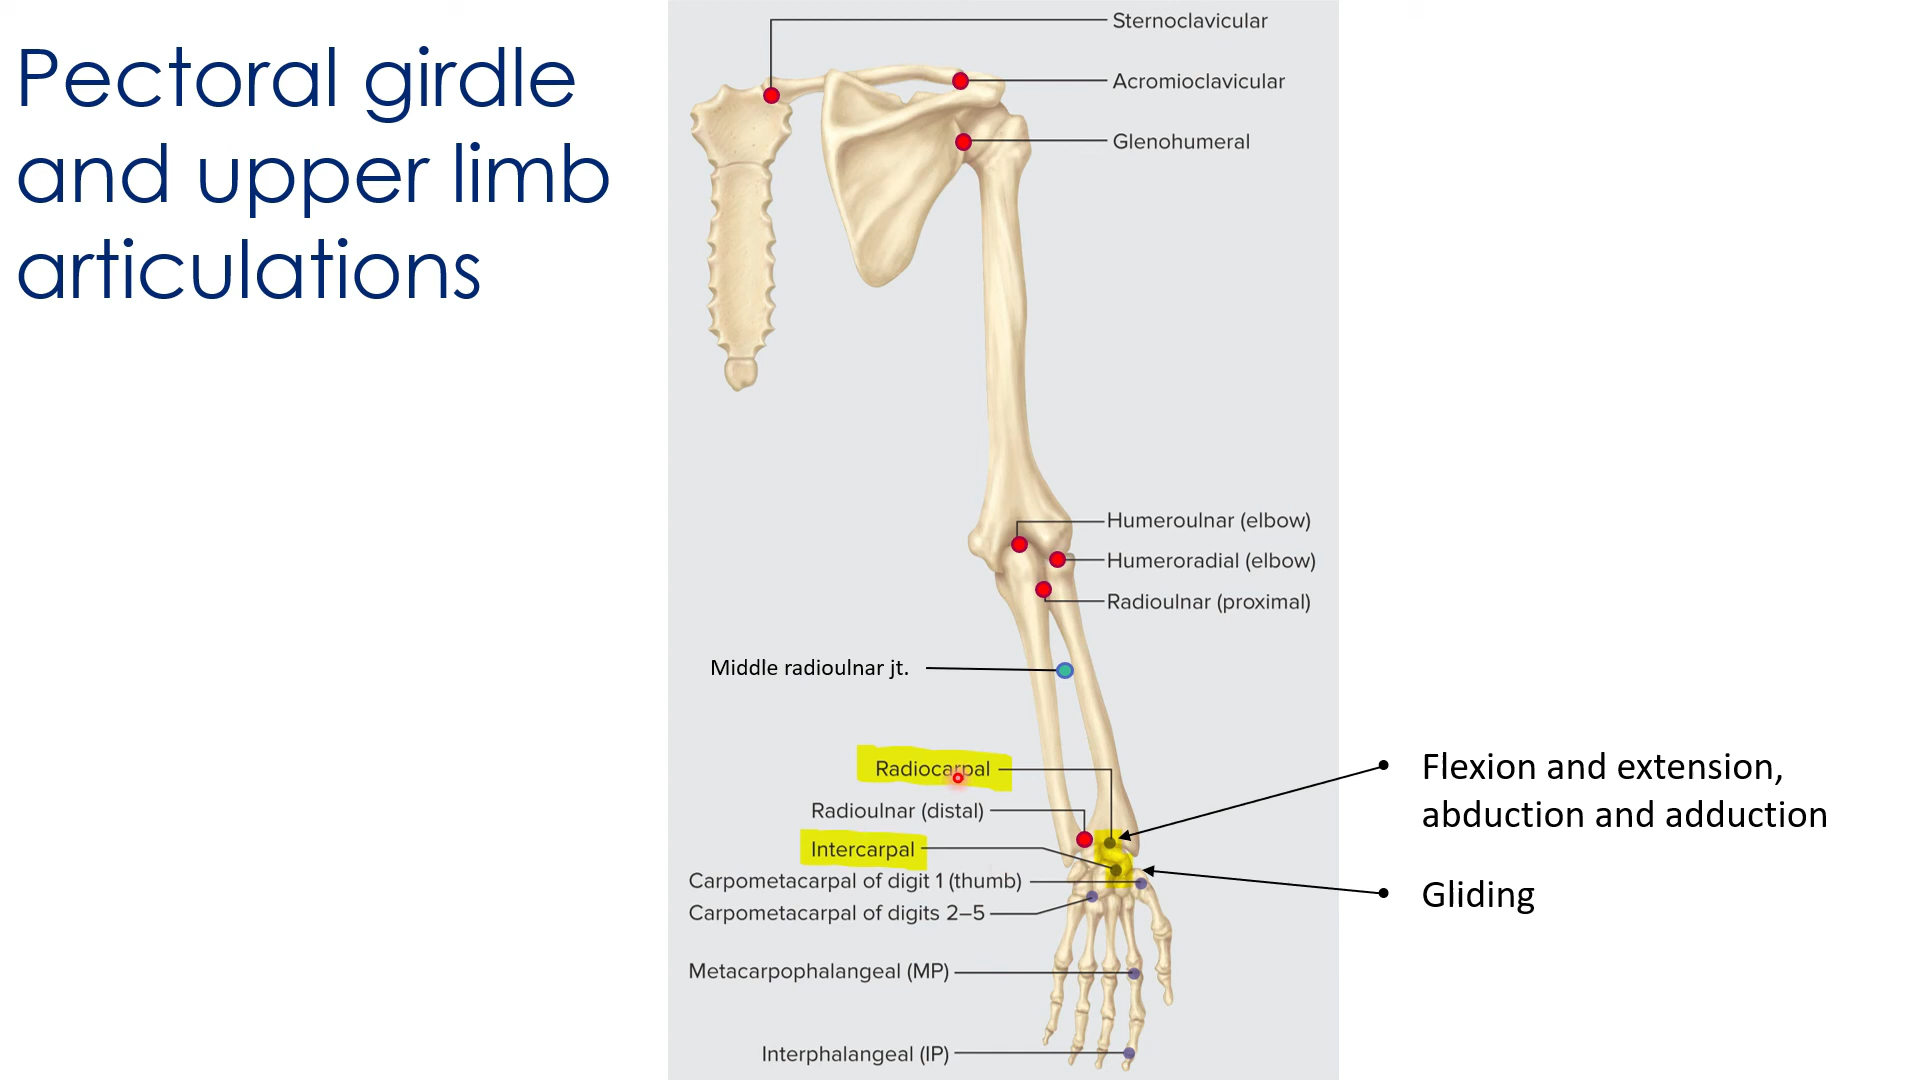 Pectoral girdle
and upper limb
articulations
Sternoclavicular
Acromioclavicular
Glenohumeral
Humeroulnar (elbow)
Humeroradial (elbow)
Radioulnar (proximal)
Middle radioulnar jt.
Radiocarpal
Radioulnar (distal)
Intercarpal
Carpometacarpal of digit 1 (thumb)
Carpometacarpal of digits 2–5
Metacarpophalangeal (MP)
Interphalangeal (IP)
• Flexion and extension,
abduction and adduction
• Gliding